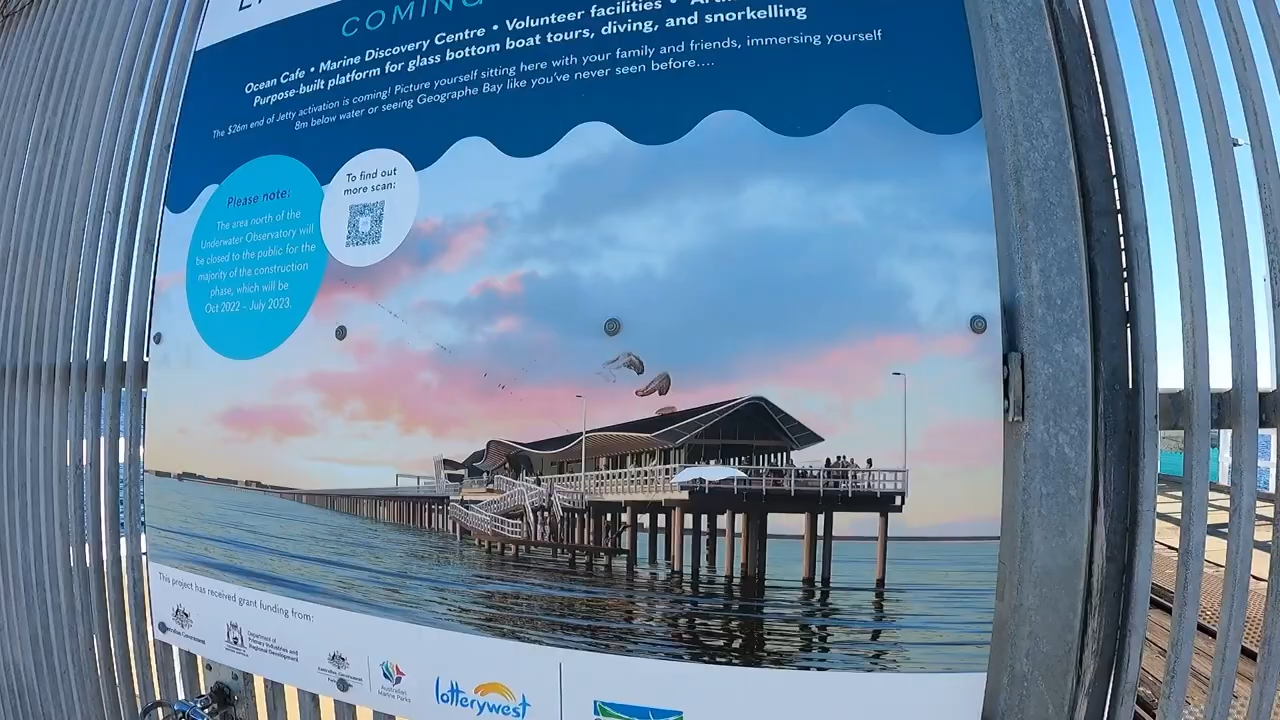 COMING
Ocean Cafe • Marine Discovery Centre • Volunteer facilities •
Purpose-built platform for glass bottom boat tours, diving, and snorkelling
The $26m end of Jetty activation is coming! Picture yourself sitting here with your family and friends, immersing yourself
8m below water or seeing Geographe Bay like you've never seen before....
To find out
more scan:
Please note:
The area north of the
Underwater Observatory will
be closed to the public for the
majority of the construction
phase, which will be
Oct 2022 - July 2023.
This project has received grant funding from:
Australian Government
Department of
Primary Industries and
Regional Development
Australian Government
Australian
Marine Parks
lotterywest